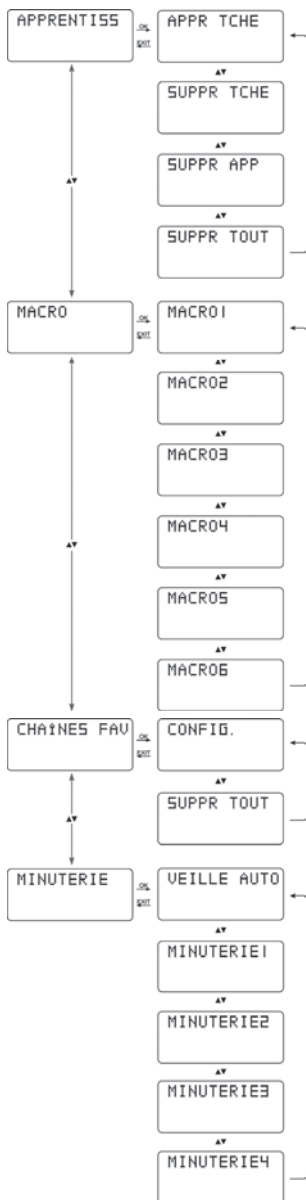 APPRENTISS
OK
EXIT
APPR TCHE
SUPPR TCHE
SUPPR APP
SUPPR TOUT
MACRO
OK
EXIT
MACRO1
MACRO2
MACRO3
MACRO4
MACRO5
MACRO6
CHAÎNES FAV
OK
EXIT
CONFIG.
SUPPR TOUT
MINUTERIE
OK
EXIT
VEILLE AUTO
MINUTERIE1
MINUTERIE2
MINUTERIE3
MINUTERIE4